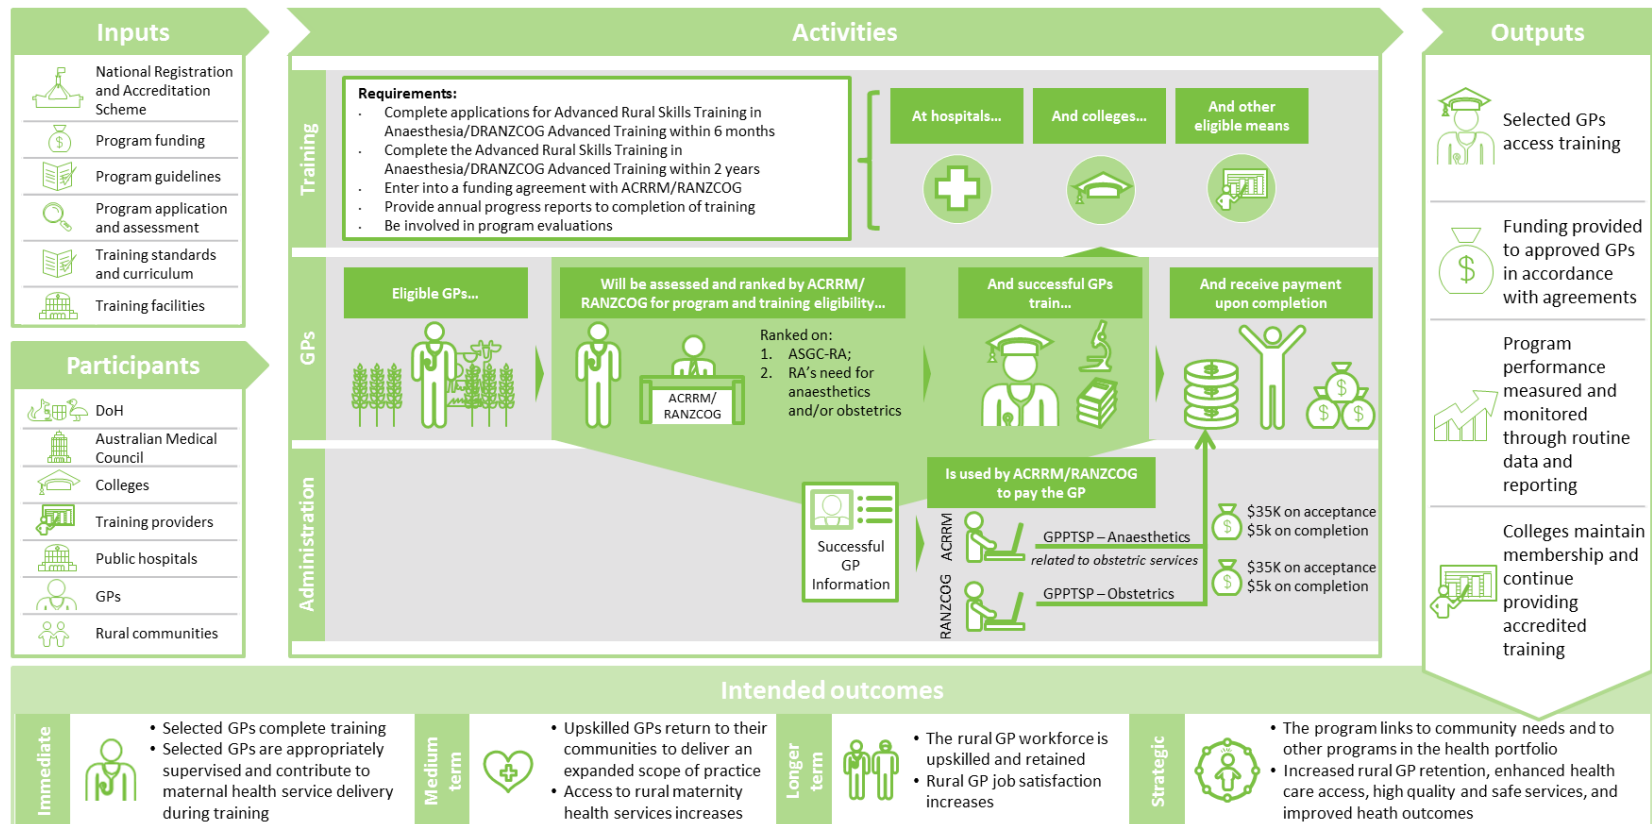 Inputs
National Registration
and Accreditation
Scheme
Program funding
Program guidelines
Program application
and assessment
Training standards
and curriculum
Training facilities
Participants
DoH
Australian Medical
Council
Colleges
Training providers
Public hospitals
GPs
Rural communities
Activities
Training
Requirements:
· Complete applications for Advanced Rural Skills Training in
Anaesthesia/DRANZCOG Advanced Training within 6 months
· Complete the Advanced Rural Skills Training in
Anaesthesia/DRANZCOG Advanced Training within 2 years
· Enter into a funding agreement with ACRRM/RANZCOG
· Provide annual progress reports to completion of training
· Be involved in program evaluations
At hospitals...
And colleges...
And other
eligible means
GPs
Eligible GPs...
Will be assessed and ranked by ACRRM/
RANZCOG for program and training eligibility...
ACRRM/
RANZCOG
Ranked on:
1. ASGC-RA;
2. RA's need for
anaesthetics
and/or obstetrics
And successful GPs
train...
And receive payment
upon completion
Administration
Successful
GP
Information
Is used by ACRRM/RANZCOG
to pay the GP
ACRRM
GPPTSP – Anaesthetics
related to obstetric services
RANZCOG
GPPTSP – Obstetrics
$35K on acceptance
$5k on completion
$35K on acceptance
$5k on completion
Outputs
Selected GPs
access training
Funding provided
to approved GPs
in accordance
with agreements
Program
performance
measured and
monitored
through routine
data and
reporting
Colleges maintain
membership and
continue
providing
accredited
training
Intended outcomes
Immediate
• Selected GPs complete training
• Selected GPs are appropriately
supervised and contribute to
maternal health service delivery
during training
Medium
term
• Upskilled GPs return to their
communities to deliver an
expanded scope of practice
• Access to rural maternity
health services increases
Longer
term
• The rural GP workforce is
upskilled and retained
• Rural GP job satisfaction
increases
Strategic
• The program links to community needs and to
other programs in the health portfolio
• Increased rural GP retention, enhanced health
care access, high quality and safe services, and
improved heath outcomes